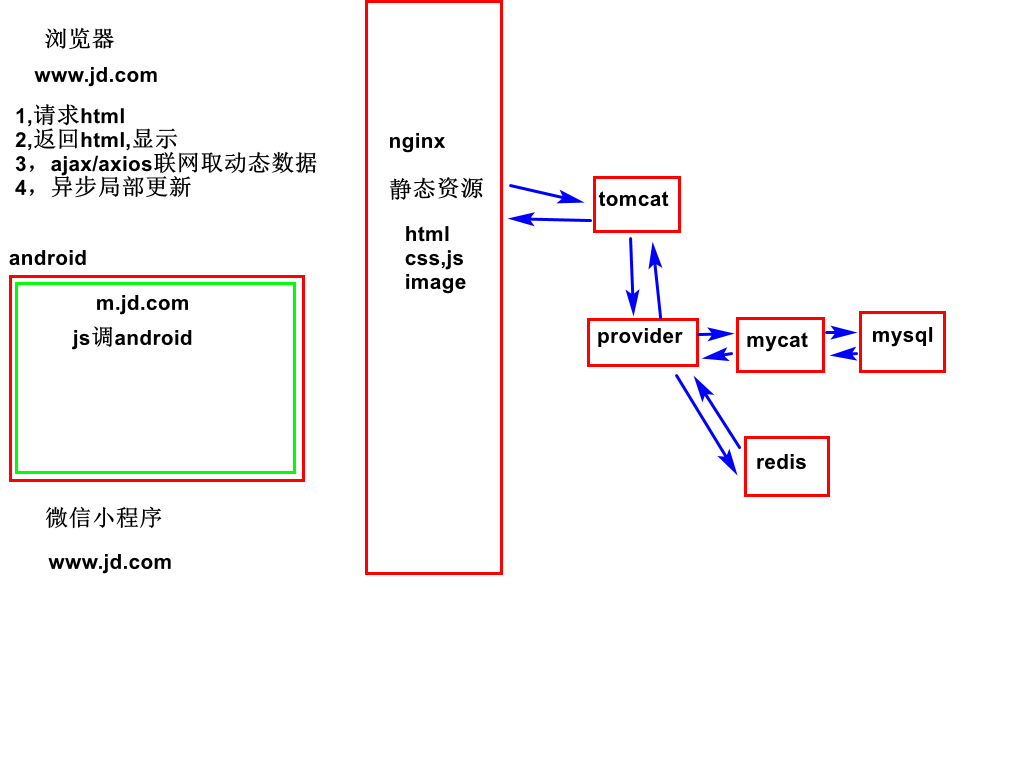 浏览器
www.jd.com
1,请求html
2,返回html,显示
3，ajax/axios联网取动态数据
4，异步局部更新
android
m.jd.com
js调android
微信小程序
www.jd.com
nginx
静态资源
html
css,js
image
tomcat
provider
mycat
mysql
redis